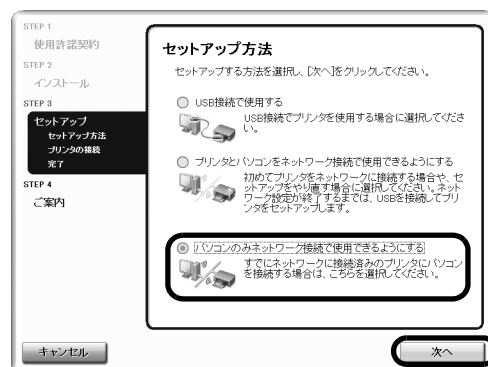 STEP 1
使用許諾契約
STEP 2
インストール
STEP 3
セットアップ
セットアップ方法
プリンタの接続
完了
STEP 4
ご案内
セットアップ方法
セットアップする方法を選択し、[次へ]をクリックしてください。
USB接続で使用する
USB接続でプリンタを使用する場合に選択してくださ
い。
プリンタとパソコンをネットワーク接続で使用できるようにする
初めてプリンタをネットワークに接続する場合や、セ
ットアップをやり直す場合に選択してください。ネット
ワーク設定が終了するまでは、USBを接続してプリ
ンタをセットアップします。
パソコンのみネットワーク接続で使用できるようにする
すでにネットワークに接続済みのプリンタにパソコン
を接続する場合は、こちらを選択してください。
キャンセル
次へ